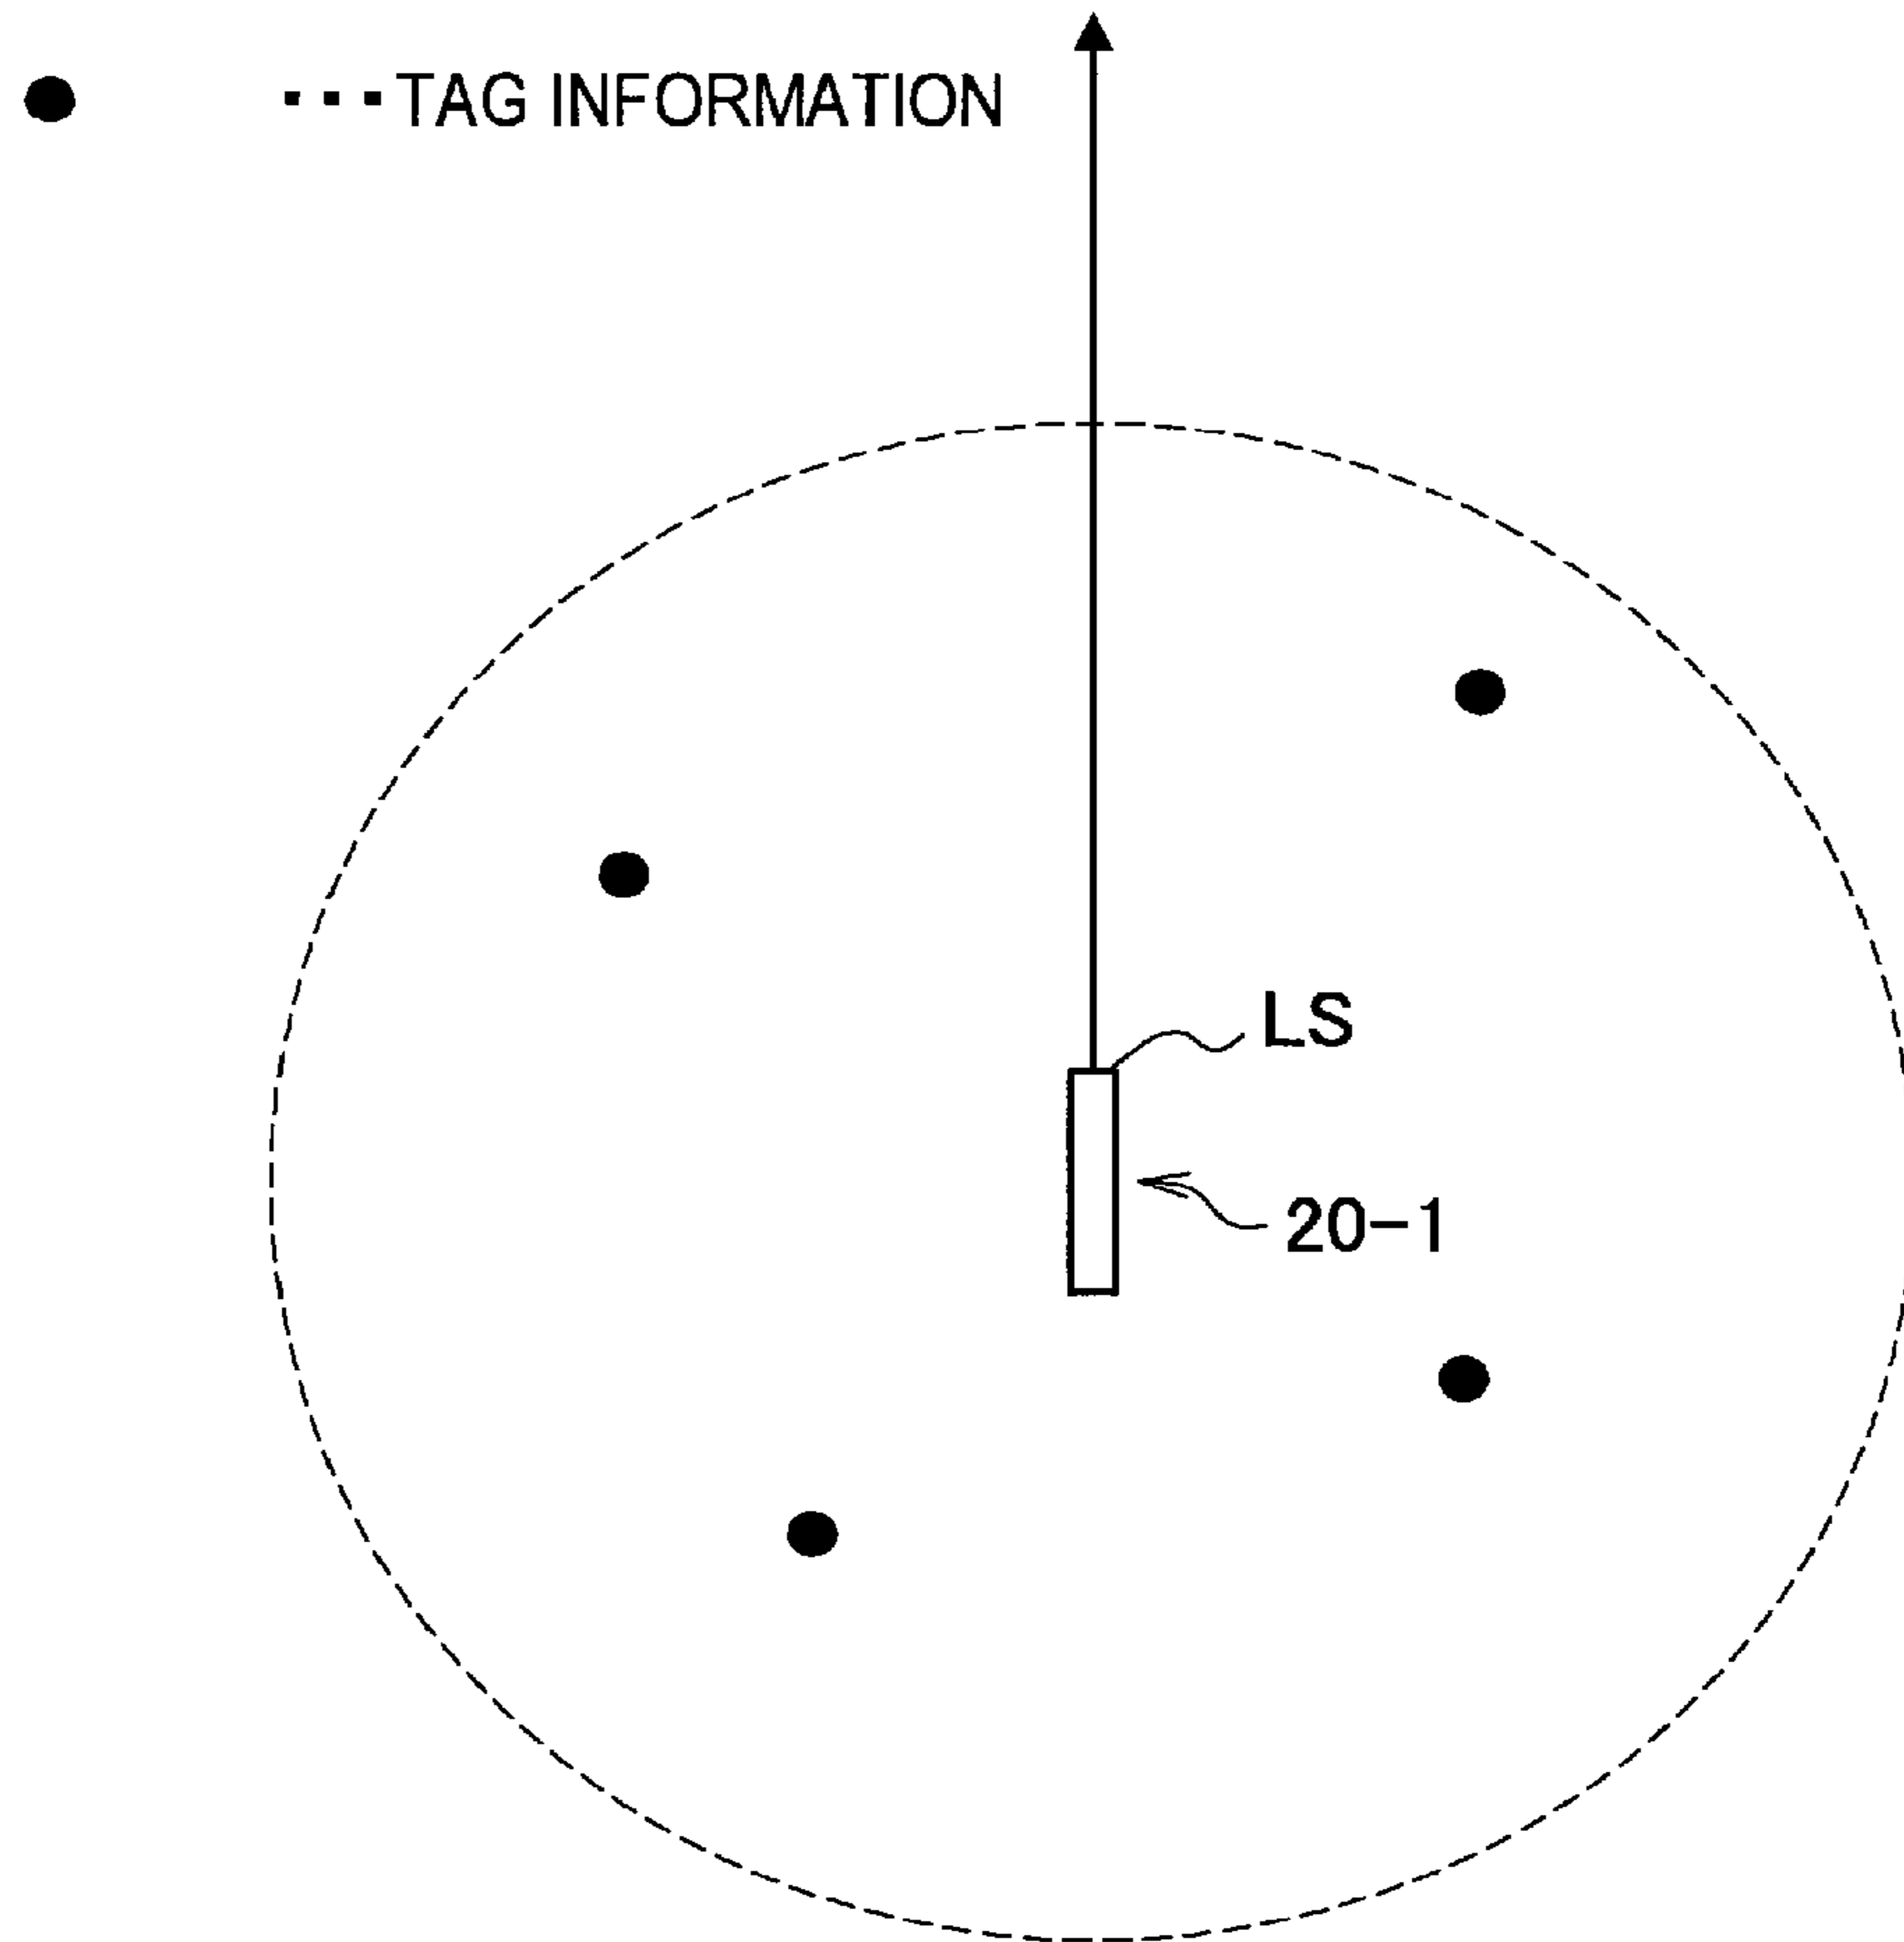 ●　　　･･･TAG INFORMATION
LS
20-1